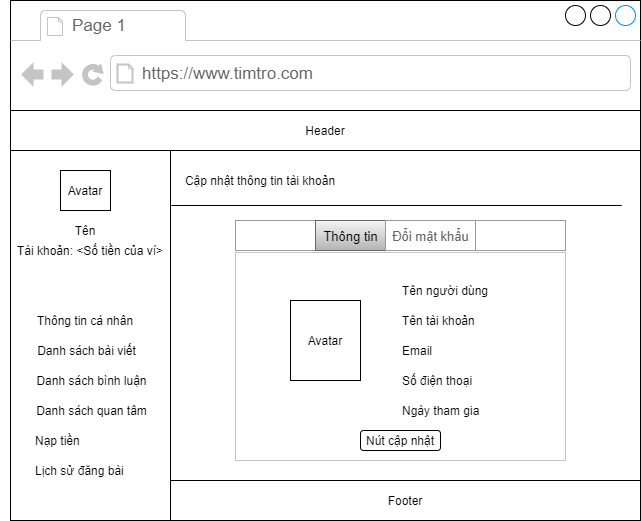 Page 1
https://www.timtro.com
Header
Avatar
Tên
Tài khoản: <Số tiền của ví>
Thông tin cá nhân
Danh sách bài viết
Danh sách bình luận
Danh sách quan tâm
Nạp tiền
Lịch sử đăng bài
Cập nhật thông tin tài khoản
Thông tin Đổi mật khẩu
Avatar
Tên người dùng
Tên tài khoản
Email
Số điện thoại
Ngày tham gia
Nút cập nhật
Footer